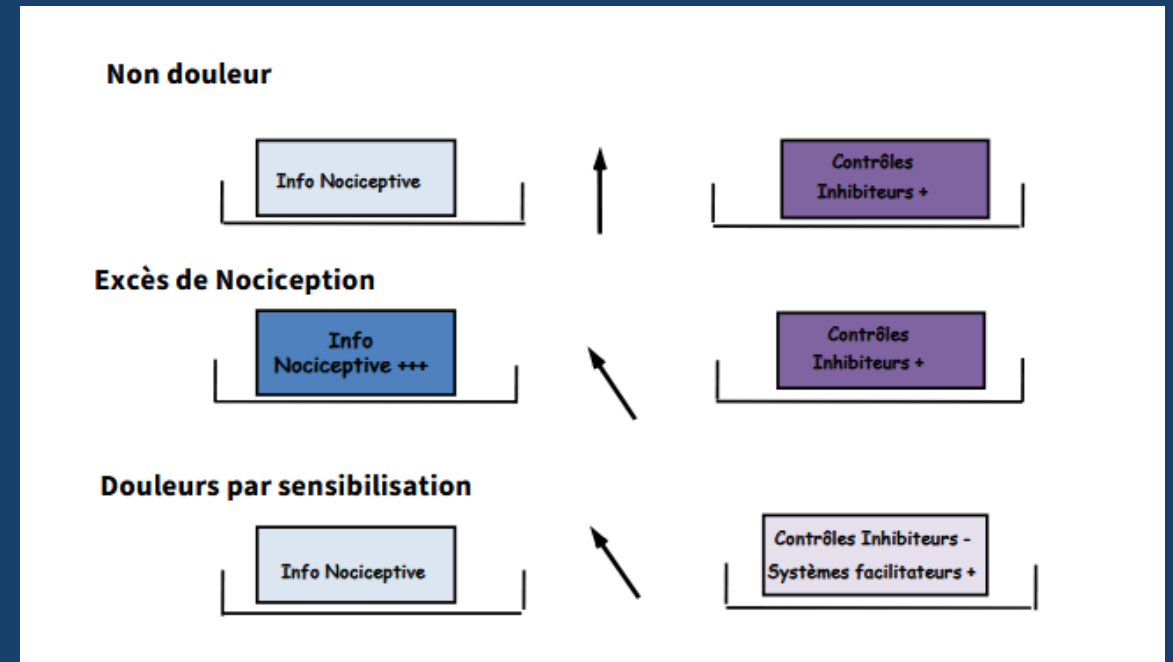 Non douleur
Info Nociceptive
Contrôles
Inhibiteurs +
Excès de Nociception
Info
Nociceptive +++
Contrôles
Inhibiteurs +
Douleurs par sensibilisation
Info Nociceptive
Contrôles Inhibiteurs -
Systèmes facilitateurs +